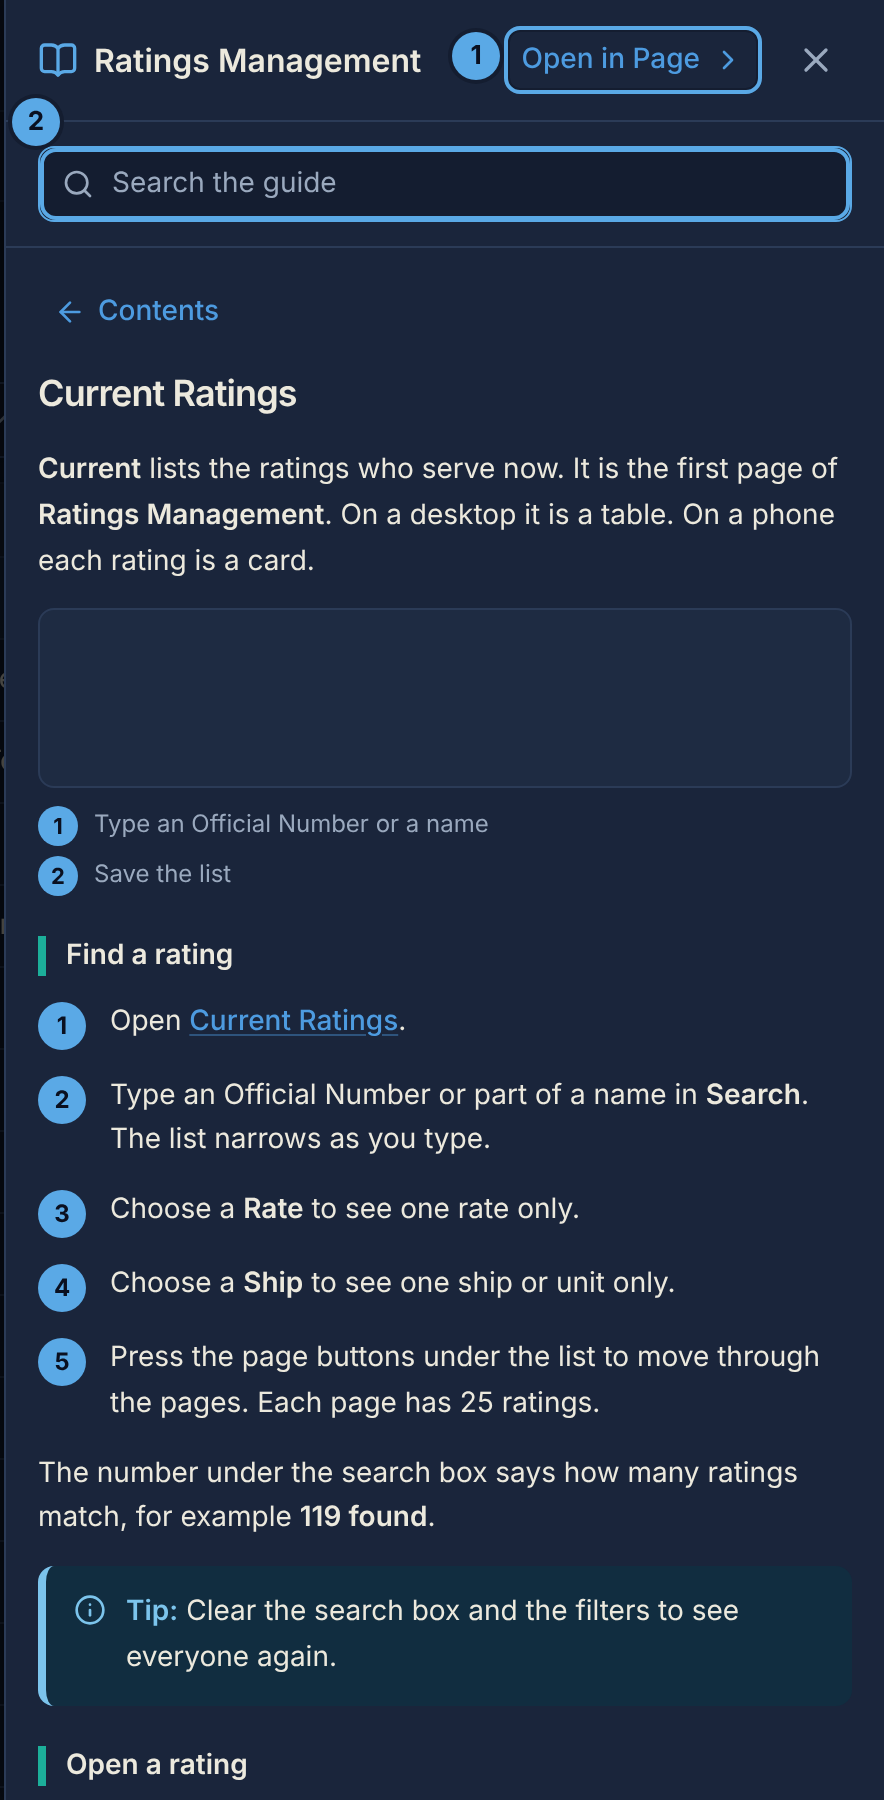 Ratings Management
1
Open in Page
2
Search the guide
Contents
Current Ratings
Current lists the ratings who serve now. It is the first page of
Ratings Management. On a desktop it is a table. On a phone
each rating is a card.
1 Type an Official Number or a name
2 Save the list
Find a rating
1 Open Current Ratings.
2 Type an Official Number or part of a name in Search.
The list narrows as you type.
3 Choose a Rate to see one rate only.
4 Choose a Ship to see one ship or unit only.
5 Press the page buttons under the list to move through
the pages. Each page has 25 ratings.
The number under the search box says how many ratings
match, for example 119 found.
Tip: Clear the search box and the filters to see
everyone again.
Open a rating